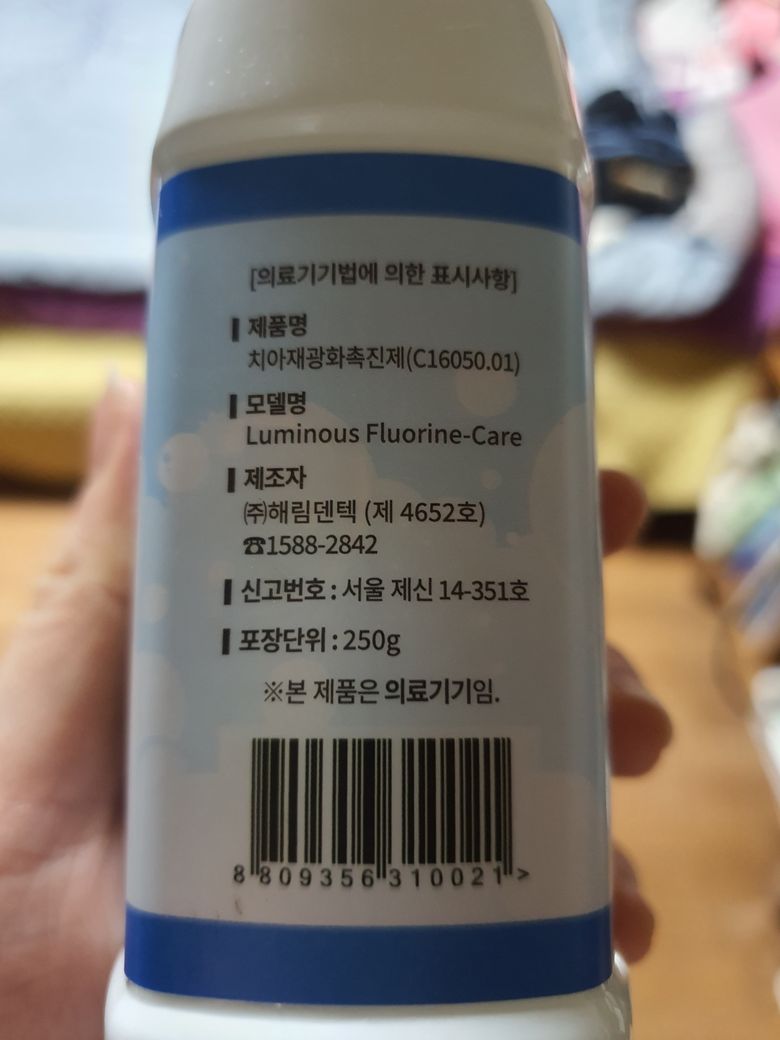 [의료기기법에 의한 표시사항]
제품명
치아재광화촉진제(C16050.01)
모델명
Luminous Fluorine-Care
제조자
㈜해림덴텍 (제 4652호)
☎1588-2842
신고번호 : 서울 제신 14-351호
포장단위 : 250g
※본 제품은 의료기기임.
8 809356 310021 >